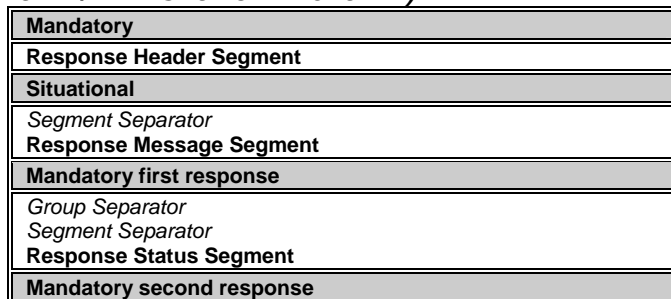 Mandatory
Response Header Segment
Situational
Segment Separator
Response Message Segment
Mandatory first response
Group Separator
Segment Separator
Response Status Segment
Mandatory second response